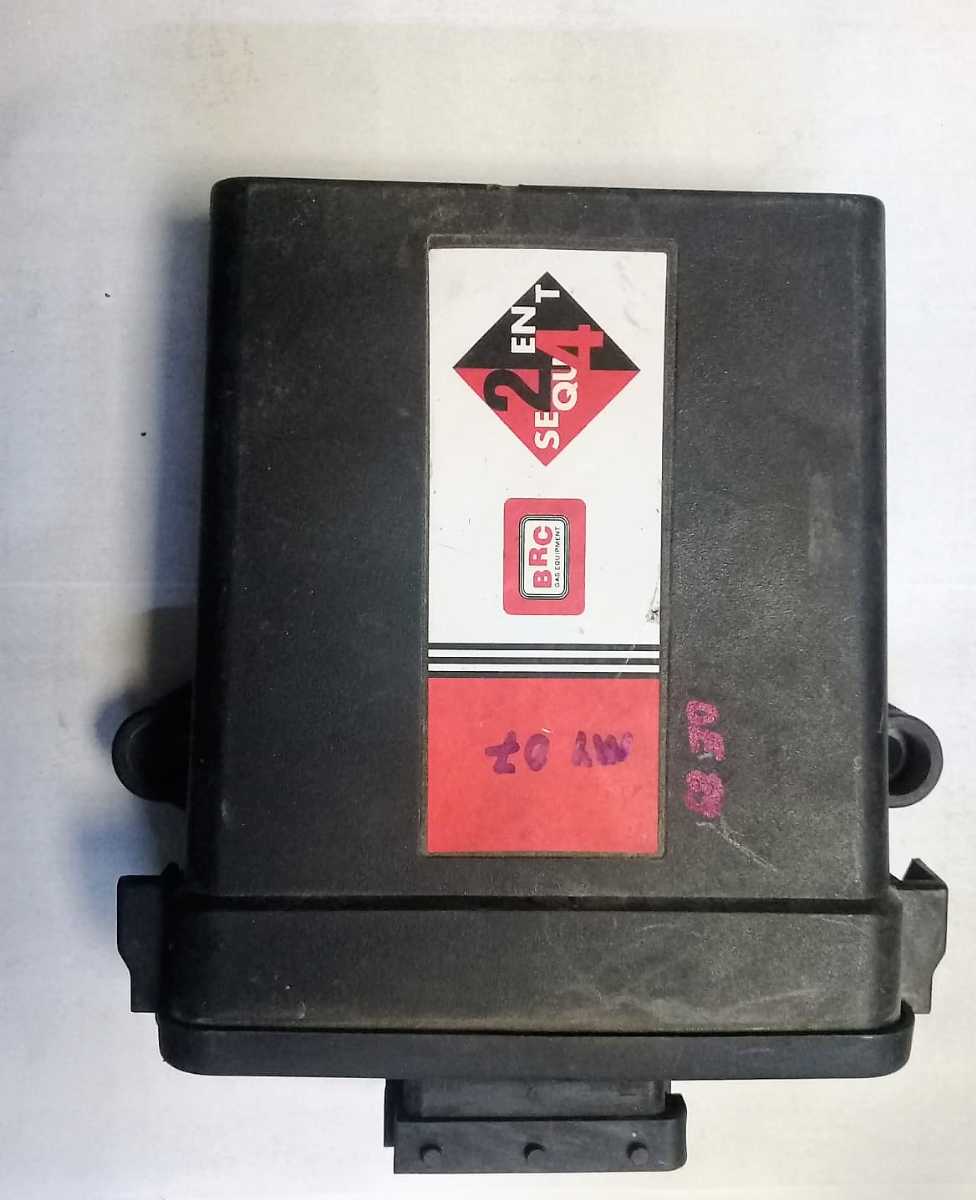 SEQUENT
24
BRC
GAS EQUIPMENT
MY 07